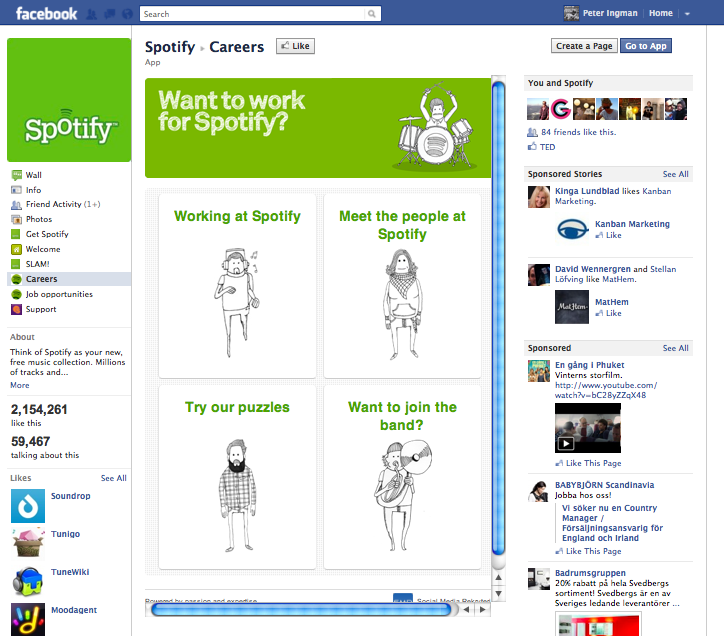 facebook
Search
Peter Ingman
Home
Spotify
Wall
Info
Friend Activity (1+)
Photos
Get Spotify
Welcome
SLAM!
Careers
Job opportunities
Support
About
Think of Spotify as your new,
free music collection. Millions
of tracks and...
More
2,154,261
like this
59,467
talking about this
Likes
See All
Soundrop
Tunigo
TuneWiki
Moodagent
Spotify ▸ Careers
Like
App
Create a Page
Go to App
Want to work
for Spotify?
Working at Spotify
Meet the people at
Spotify
Try our puzzles
Want to join the
band?
Powered by passion and expertise
You and Spotify
84 friends like this.
TED
Sponsored Stories
See All
Kinga Lundblad likes Kanban
Marketing.
Kanban Marketing
Like
David Wennergren and Stellan
Löfving like MatHem.
MatHem
MatHem
Like
Sponsored
See All
En gång i Phuket
Vinterns storfilm.
http://www.youtube.com/
watch?v=bC28yZZqX48
Like This Page
BABYBJÖRN Scandinavia
Jobba hos oss!
Vi söker nu en Country
Manager /
Försäljningsansvarig för
England och Irland
Like This Page
Badrumsgruppen
20% rabatt på hela Svedbergs
sortiment! Svedbergs är en av
Sveriges ledande leverantörer ...